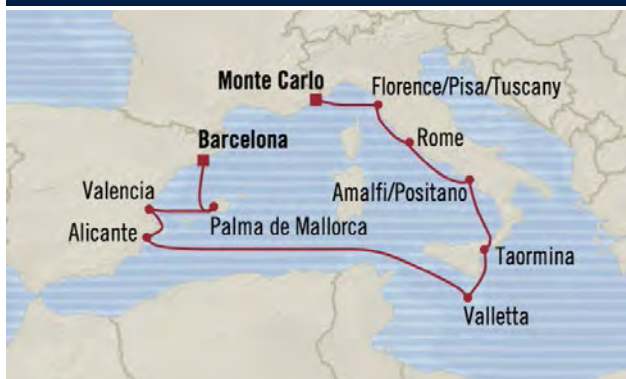 Monte Carlo
Florence/Pisa/Tuscany
Barcelona
Rome
Valencia
Amalfi/Positano
Palma de Mallorca
Alicante
Taormina
Valletta